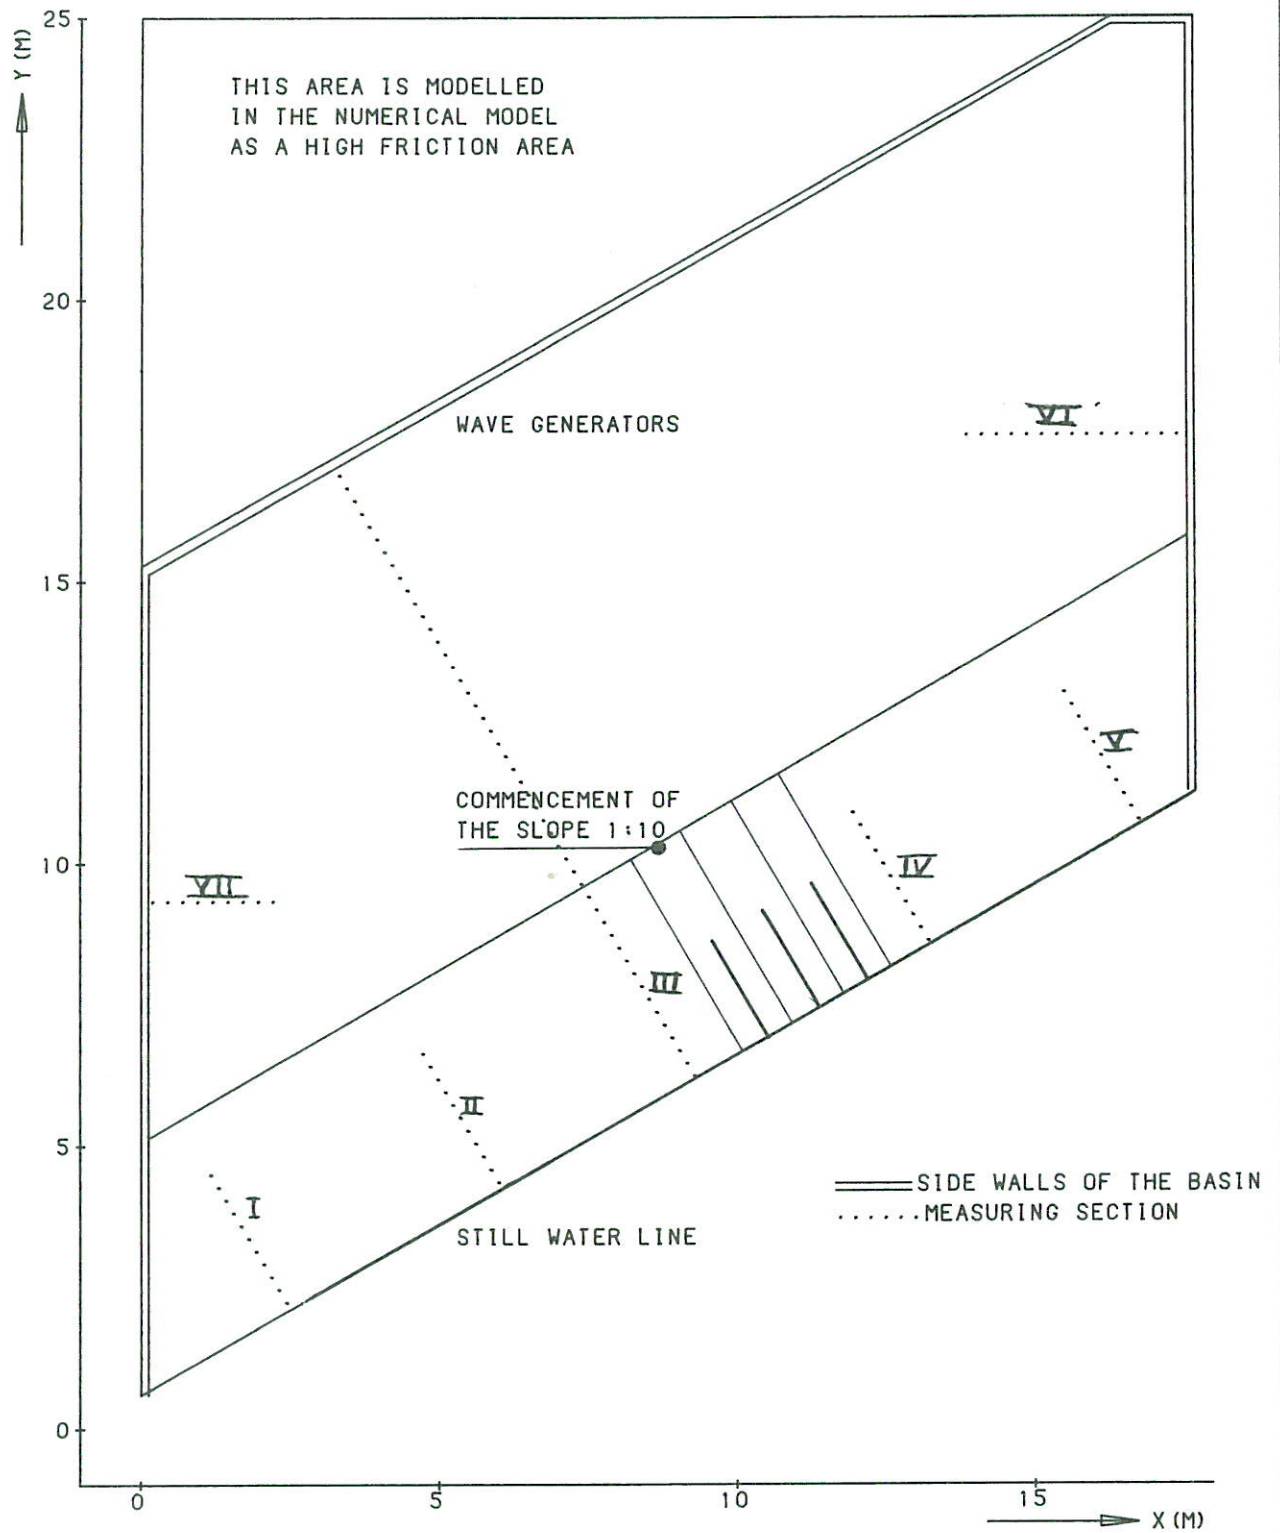 25
Y (M)
THIS AREA IS MODELLED
IN THE NUMERICAL MODEL
AS A HIGH FRICTION AREA
20
WAVE GENERATORS
VI
15
V
COMMENCEMENT OF
THE SLOPE 1:10
10
IV
VII
III
II
5
I
SIDE WALLS OF THE BASIN
MEASURING SECTION
STILL WATER LINE
0
0 5 10 15
X (M)